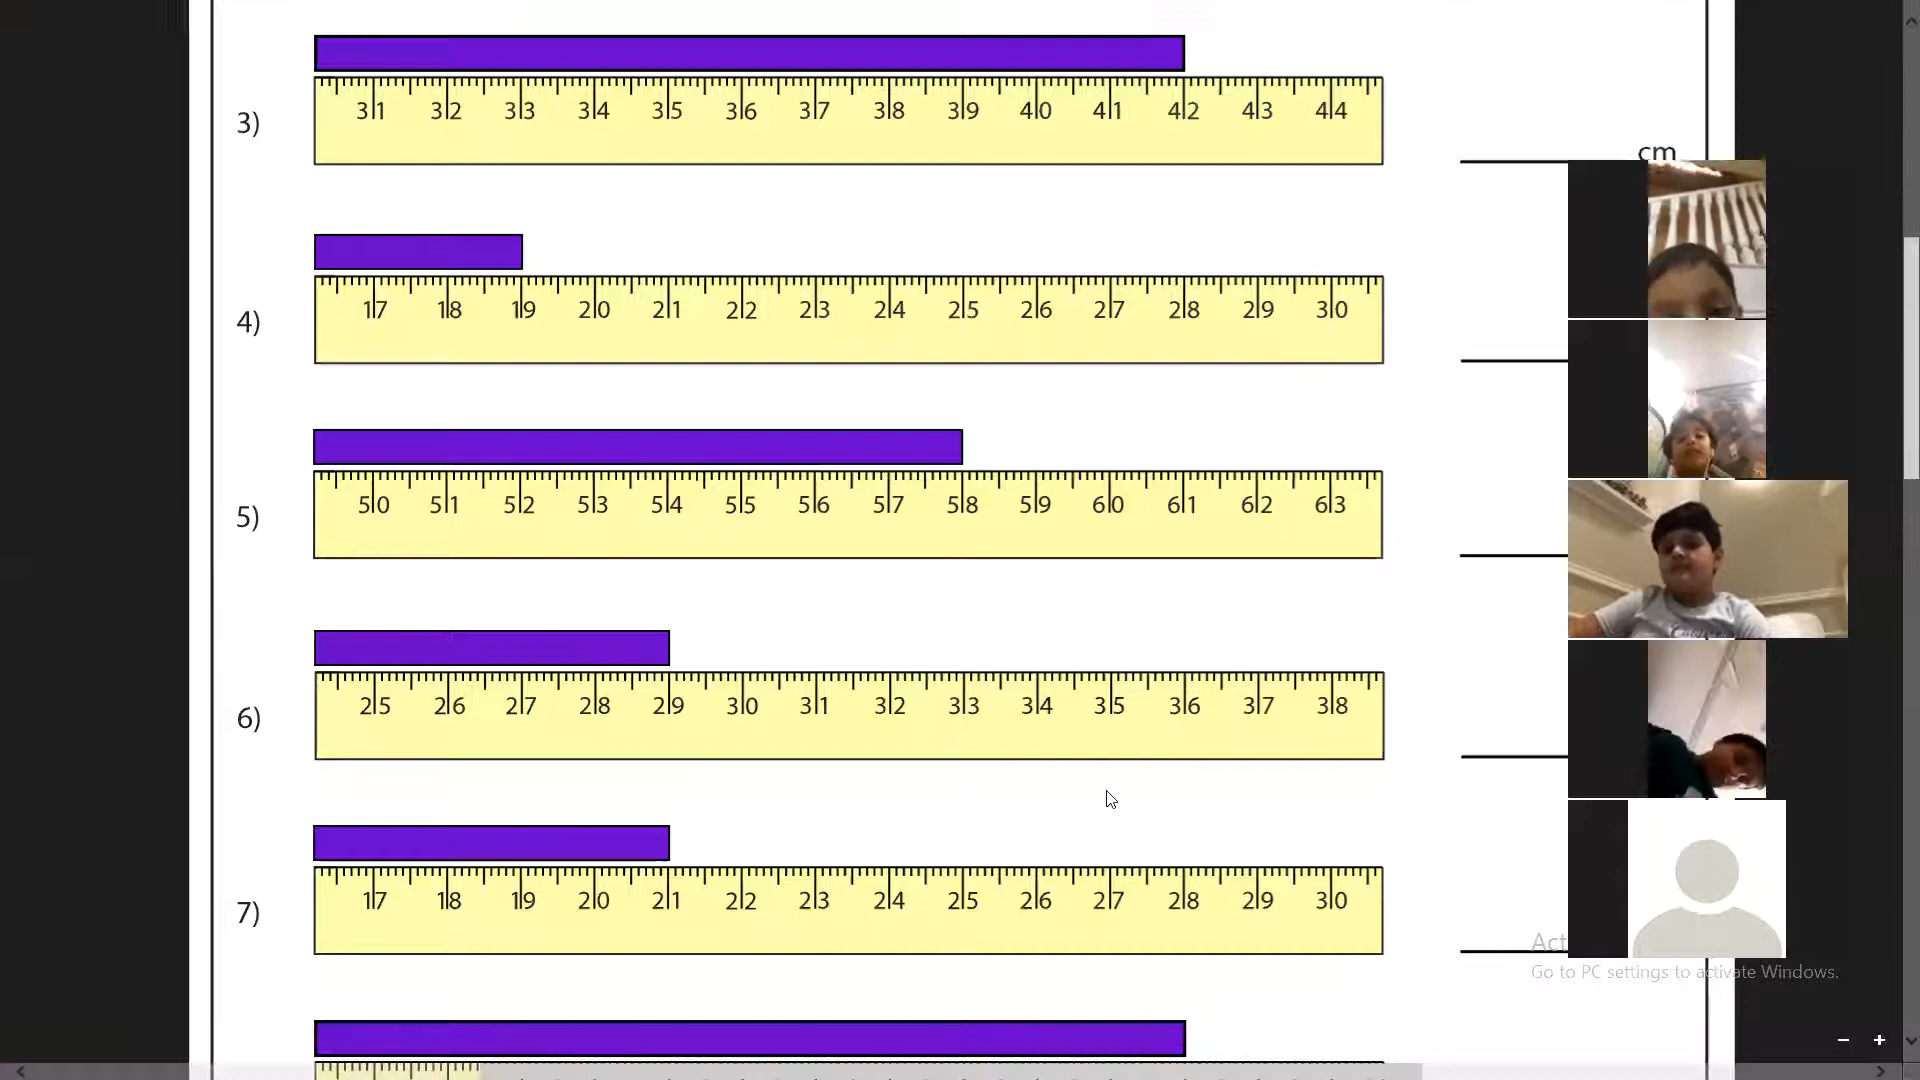 31 32 33 34 35 36 37 38 39 40 41 42 43 44
3)
cm
17 18 19 20 21 22 23 24 25 26 27 28 29 30
4)
50 51 52 53 54 55 56 57 58 59 60 61 62 63
5)
25 26 27 28 29 30 31 32 33 34 35 36 37 38
6)
17 18 19 20 21 22 23 24 25 26 27 28 29 30
7)
Act
Go to PC settings to activate Windows.